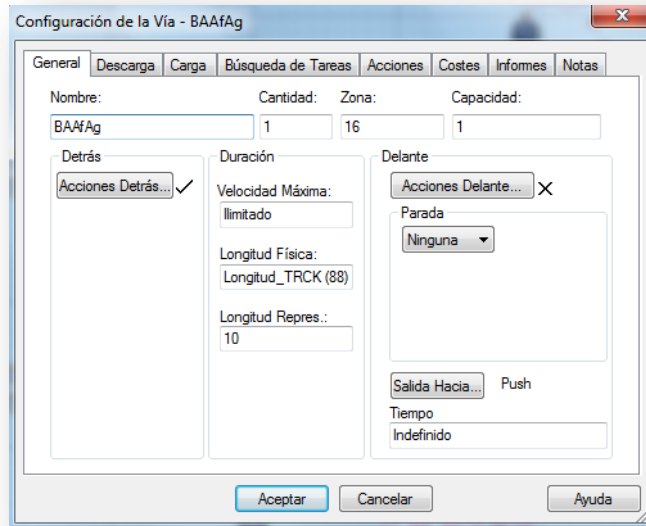 Configuración de la Vía - BAAfAg
General Descarga Carga Búsqueda de Tareas Acciones Costes Informes Notas
Nombre: Cantidad: Zona: Capacidad:
BAAfAg 1 16 1
Detrás Duración Delante
Acciones Detrás... Acciones Delante...
Velocidad Máxima:
Ilimitado
Parada
Ninguna
Longitud Física:
Longitud_TRCK (88)
Longitud Repres.:
10
Salida Hacia... Push
Tiempo
Indefinido
Aceptar Cancelar Ayuda